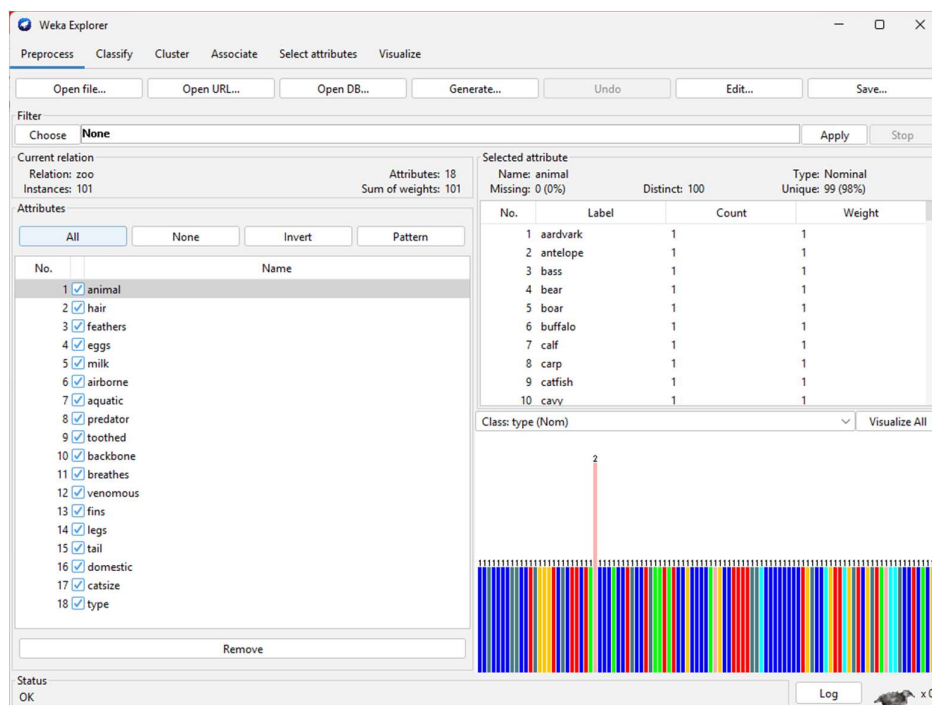 Weka Explorer
Preprocess Classify Cluster Associate Select attributes Visualize
Open file... Open URL... Open DB... Generate... Undo Edit... Save...
Filter
Choose None Apply Stop
Current relation
Relation: zoo Attributes: 18
Instances: 101 Sum of weights: 101
Attributes
All None Invert Pattern
No. Name
1 animal
2 hair
3 feathers
4 eggs
5 milk
6 airborne
7 aquatic
8 predator
9 toothed
10 backbone
11 breathes
12 venomous
13 fins
14 legs
15 tail
16 domestic
17 catsize
18 type
Remove
Selected attribute
Name: animal Type: Nominal
Missing: 0 (0%) Distinct: 100 Unique: 99 (98%)
No. Label Count Weight
1 aardvark 1 1
2 antelope 1 1
3 bass 1 1
4 bear 1 1
5 boar 1 1
6 buffalo 1 1
7 calf 1 1
8 carp 1 1
9 catfish 1 1
10 cavy 1 1
Class: type (Nom) Visualize All
2
Status
OK
Log x 0